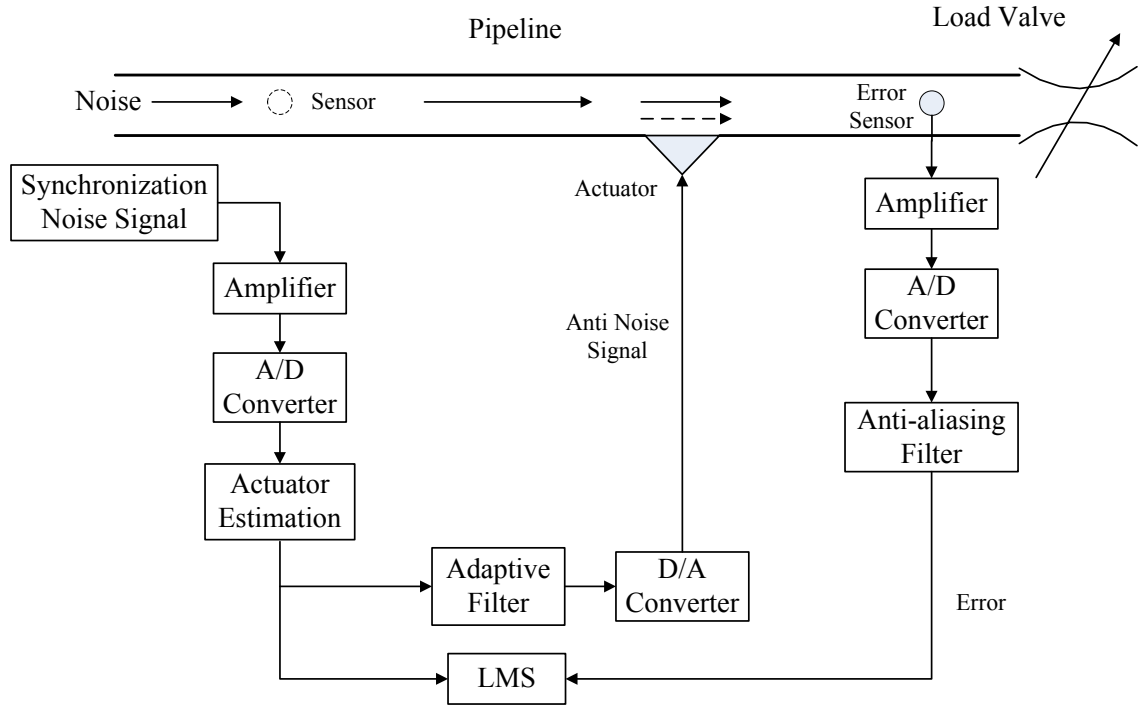 Load Valve
Pipeline
Noise
Sensor
Error
Sensor
Synchronization
Noise Signal
Actuator
Amplifier
Amplifier
A/D
Converter
Anti Noise
Signal
A/D
Converter
Anti-aliasing
Filter
Actuator
Estimation
Adaptive
Filter
D/A
Converter
Error
LMS